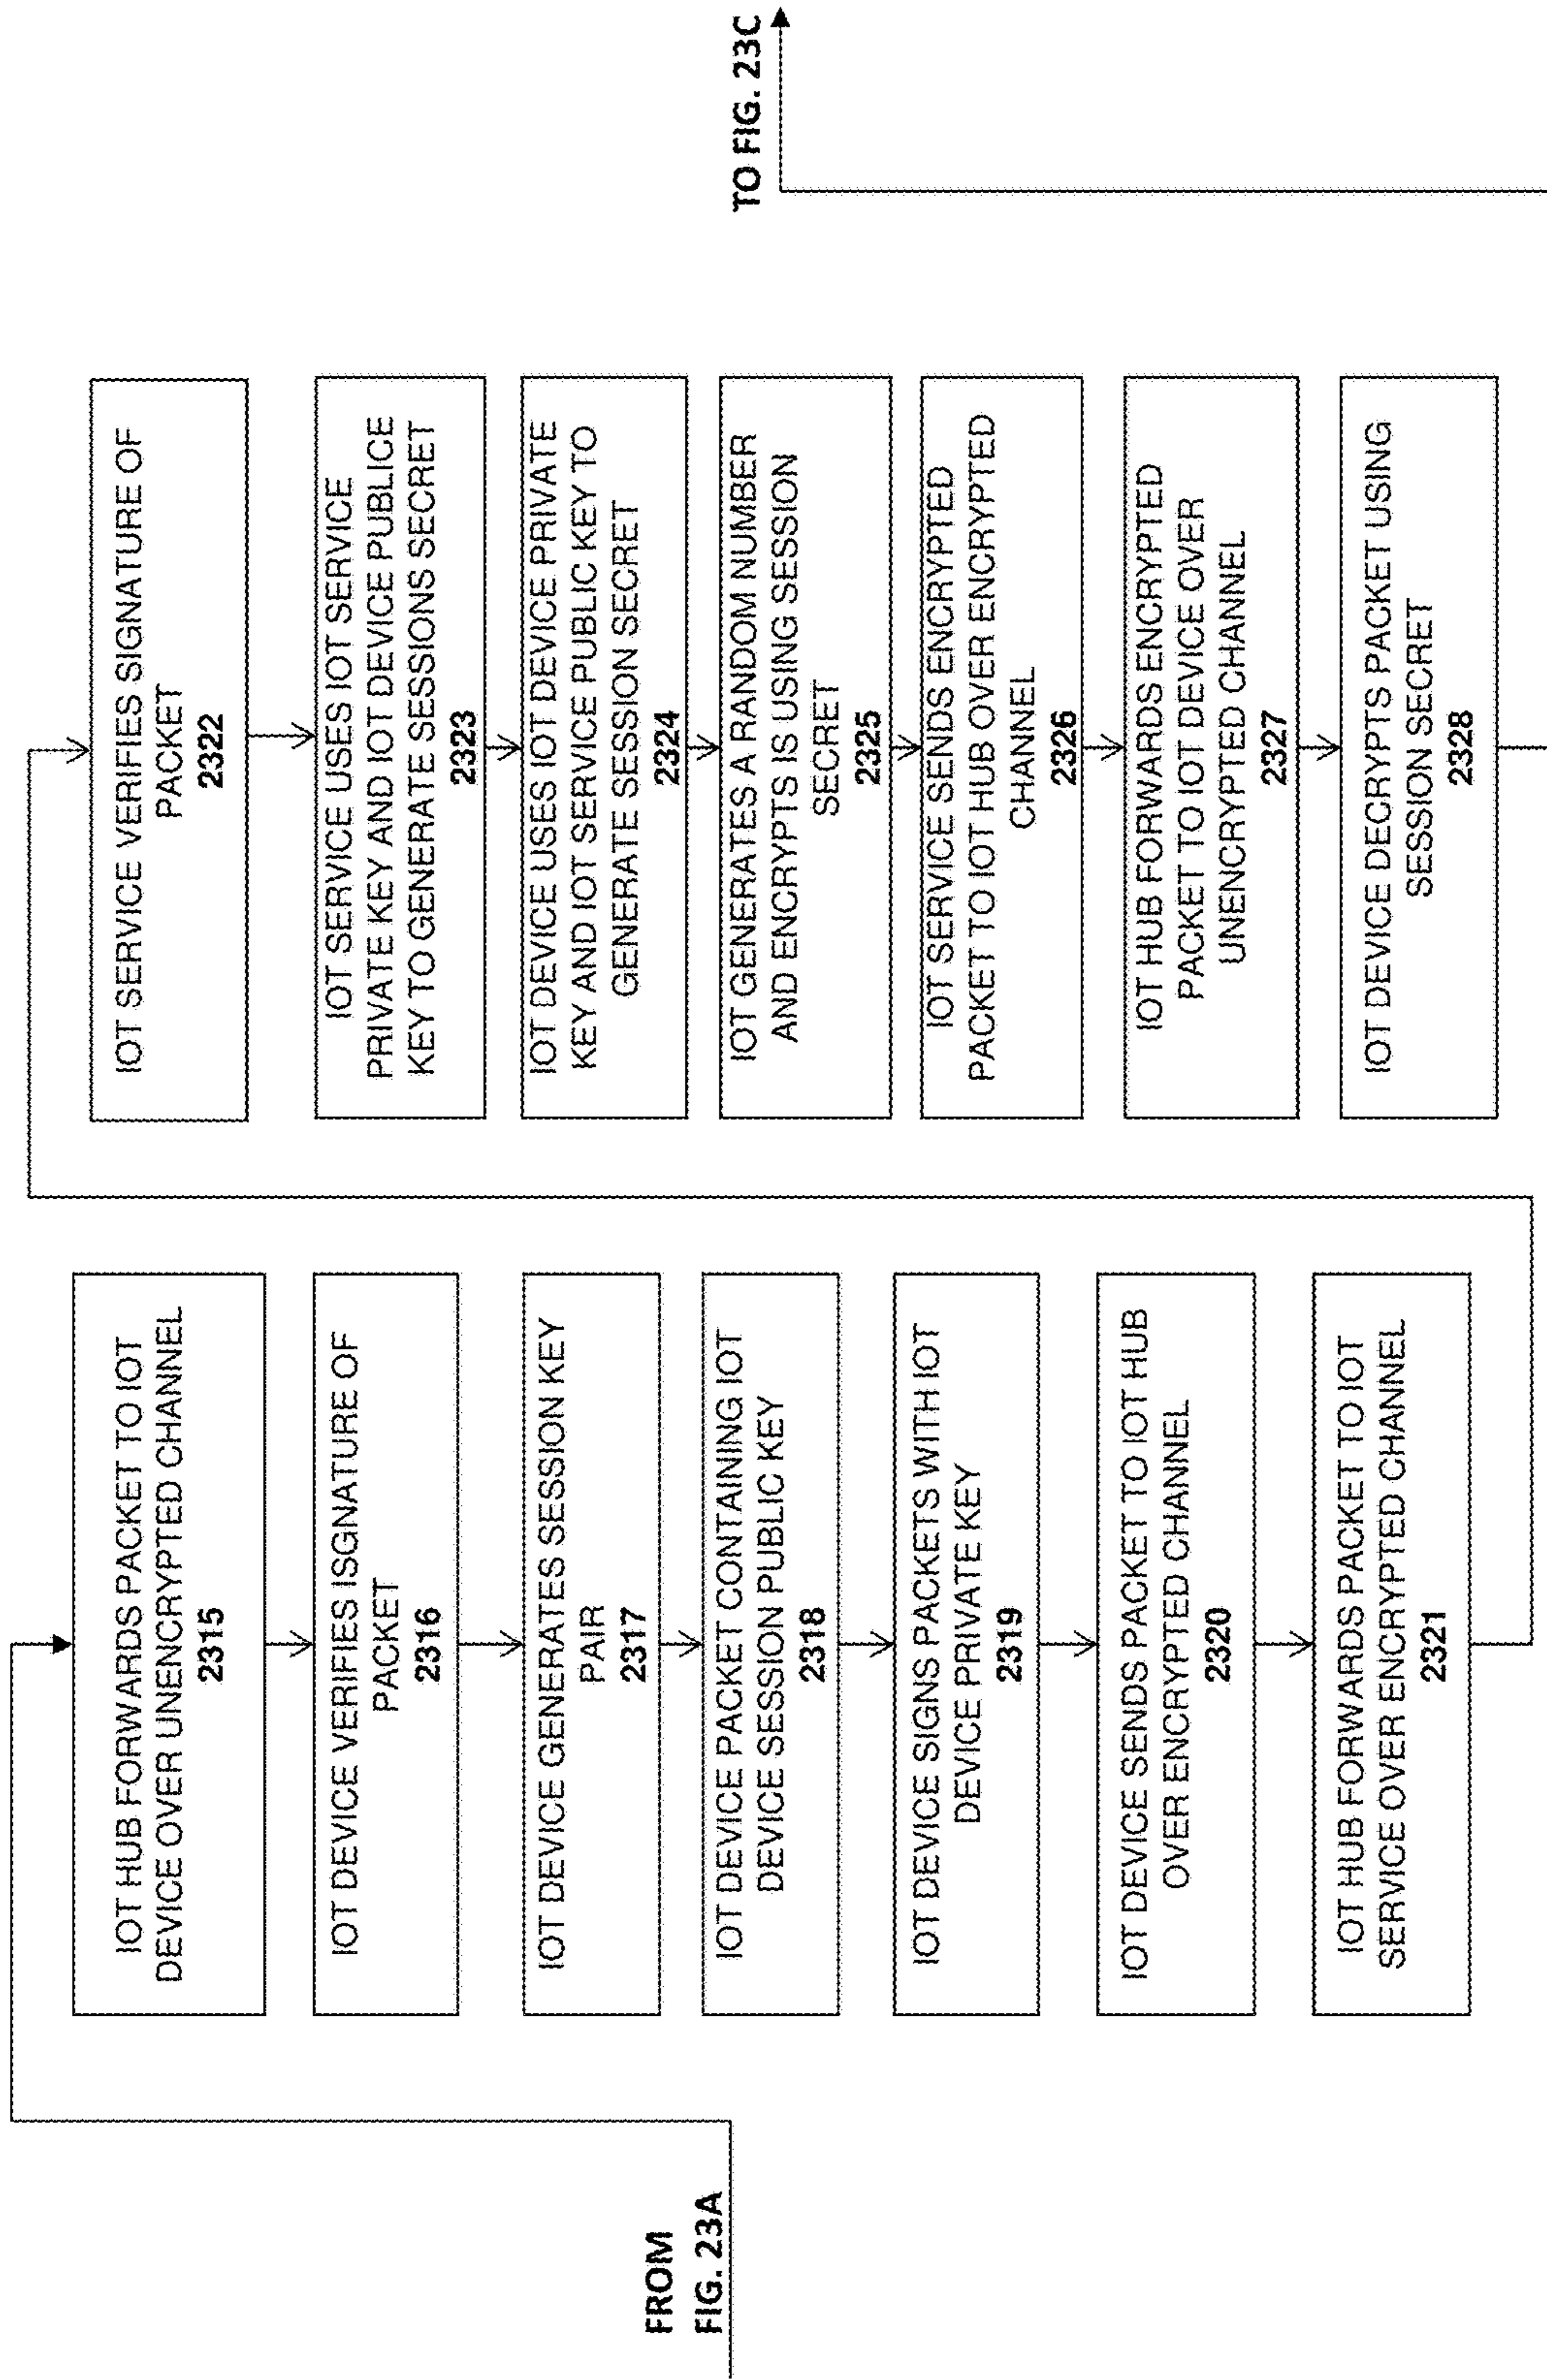 FROM
FIG. 23A
IOT HUB FORWARDS PACKET TO IOT
DEVICE OVER UNENCRYPTED CHANNEL
2315
IOT DEVICE VERIFIES ISGNATURE OF
PACKET
2316
IOT DEVICE GENERATES SESSION KEY
PAIR
2317
IOT DEVICE PACKET CONTAINING IOT
DEVICE SESSION PUBLIC KEY
2318
IOT DEVICE SIGNS PACKETS WITH IOT
DEVICE PRIVATE KEY
2319
IOT DEVICE SENDS PACKET TO IOT HUB
OVER ENCRYPTED CHANNEL
2320
IOT HUB FORWARDS PACKET TO IOT
SERVICE OVER ENCRYPTED CHANNEL
2321
IOT SERVICE VERIFIES SIGNATURE OF
PACKET
2322
IOT SERVICE USES IOT SERVICE
PRIVATE KEY AND IOT DEVICE PUBLICE
KEY TO GENERATE SESSIONS SECRET
2323
IOT DEVICE USES IOT DEVICE PRIVATE
KEY AND IOT SERVICE PUBLIC KEY TO
GENERATE SESSION SECRET
2324
IOT GENERATES A RANDOM NUMBER
AND ENCRYPTS IS USING SESSION
SECRET
2325
IOT SERVICE SENDS ENCRYPTED
PACKET TO IOT HUB OVER ENCRYPTED
CHANNEL
2326
IOT HUB FORWARDS ENCRYPTED
PACKET TO IOT DEVICE OVER
UNENCRYPTED CHANNEL
2327
IOT DEVICE DECRYPTS PACKET USING
SESSION SECRET
2328
TO FIG. 23C